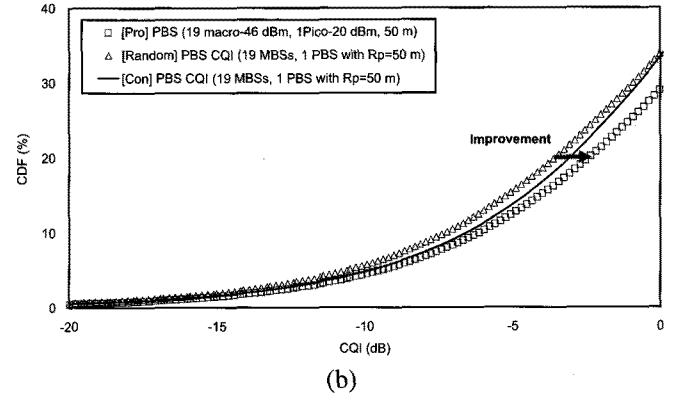 40
30
20
10
0
CDF (%)
□ [Pro] PBS (19 macro-46 dBm, 1Pico-20 dBm, 50 m)
△ [Random] PBS CQI (19 MBSs, 1 PBS with Rp=50 m)
[Con] PBS CQI (19 MBSs, 1 PBS with Rp=50 m)
Improvement
-20 -15 -10 -5 0
CQI (dB)
(b)